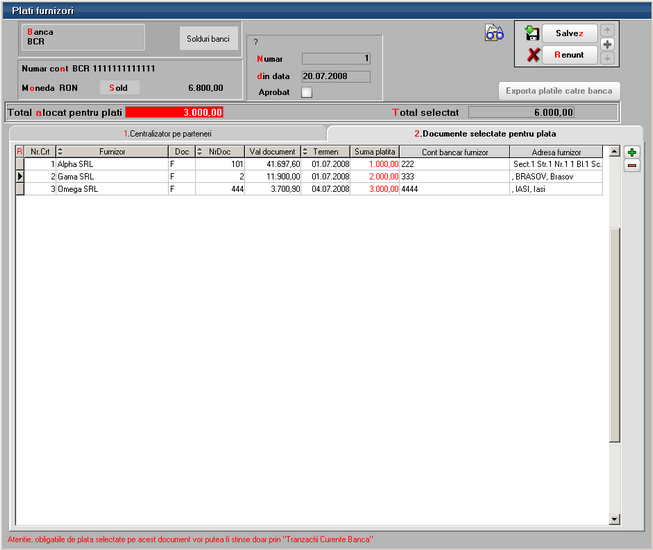 Plati furnizori
Banca
BCR
Solduri banci
Numar cont BCR 1111111111111
Moneda RON Sold 6.800,00
?
Numar 1
din data 20.07.2008
Aprobat
Salvez
Renunt
Exporta platile catre banca
Total alocat pentru plati 3.000,00 Total selectat 6.000,00
1.Centralizator pe parteneri 2.Documente selectate pentru plata
R Nr.Crt Furnizor Doc NrDoc Val document Termen Suma platita Cont bancar furnizor Adresa furnizor
1 Alpha SRL F 101 41.697,60 01.07.2008 1.000,00 222 Sect.1 Str.1 Nr.1 1 Bl.1 Sc.
2 Gama SRL F 2 11.900,00 01.07.2008 2.000,00 333 , BRASOV, Brasov
3 Omega SRL F 444 3.700,90 04.07.2008 3.000,00 4444 , IASI, Iasi
Atentie, obligatiile de plata selectate pe acest document vor putea fi stinse doar prin "Tranzactii Curente Banca"